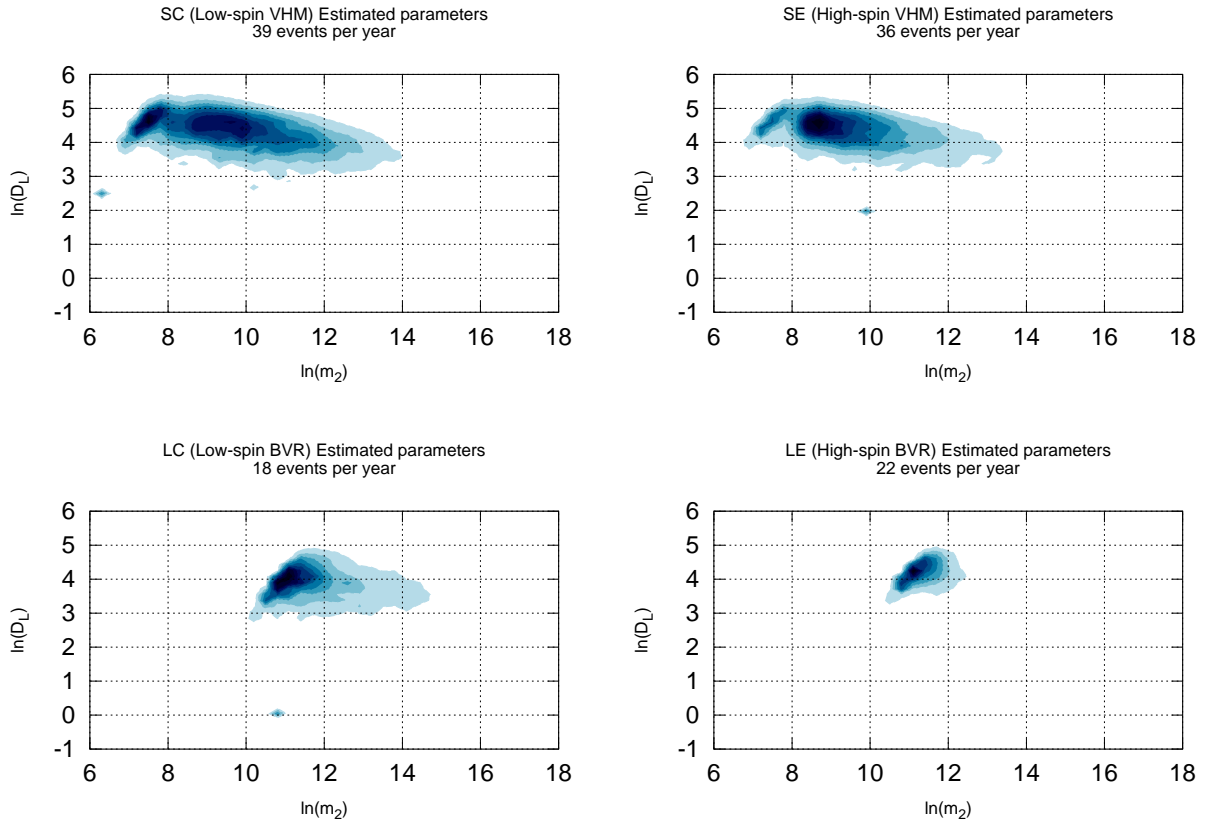 SC (Low-spin VHM) Estimated parameters
39 events per year
6
5
4
3
2
1
0
-1
ln(D_L)
6 8 10 12 14 16 18
ln(m_2)
SE (High-spin VHM) Estimated parameters
36 events per year
6
5
4
3
2
1
0
-1
ln(D_L)
6 8 10 12 14 16 18
ln(m_2)
LC (Low-spin BVR) Estimated parameters
18 events per year
6
5
4
3
2
1
0
-1
ln(D_L)
6 8 10 12 14 16 18
ln(m_2)
LE (High-spin BVR) Estimated parameters
22 events per year
6
5
4
3
2
1
0
-1
ln(D_L)
6 8 10 12 14 16 18
ln(m_2)